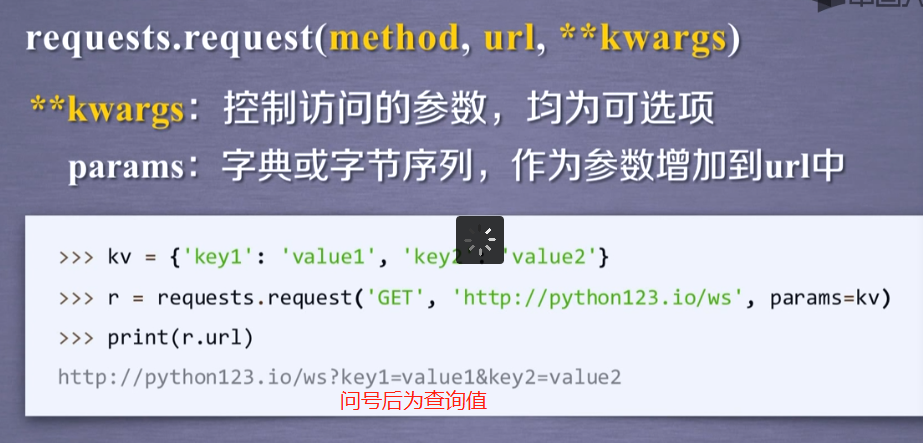 requests.request(method, url, **kwargs)
**kwargs：控制访问的参数，均为可选项
params：字典或字节序列，作为参数增加到url中
>>> kv = {'key1': 'value1', 'key2': 'value2'}
>>> r = requests.request('GET', 'http://python123.io/ws', params=kv)
>>> print(r.url)
http://python123.io/ws?key1=value1&key2=value2
问号后为查询值